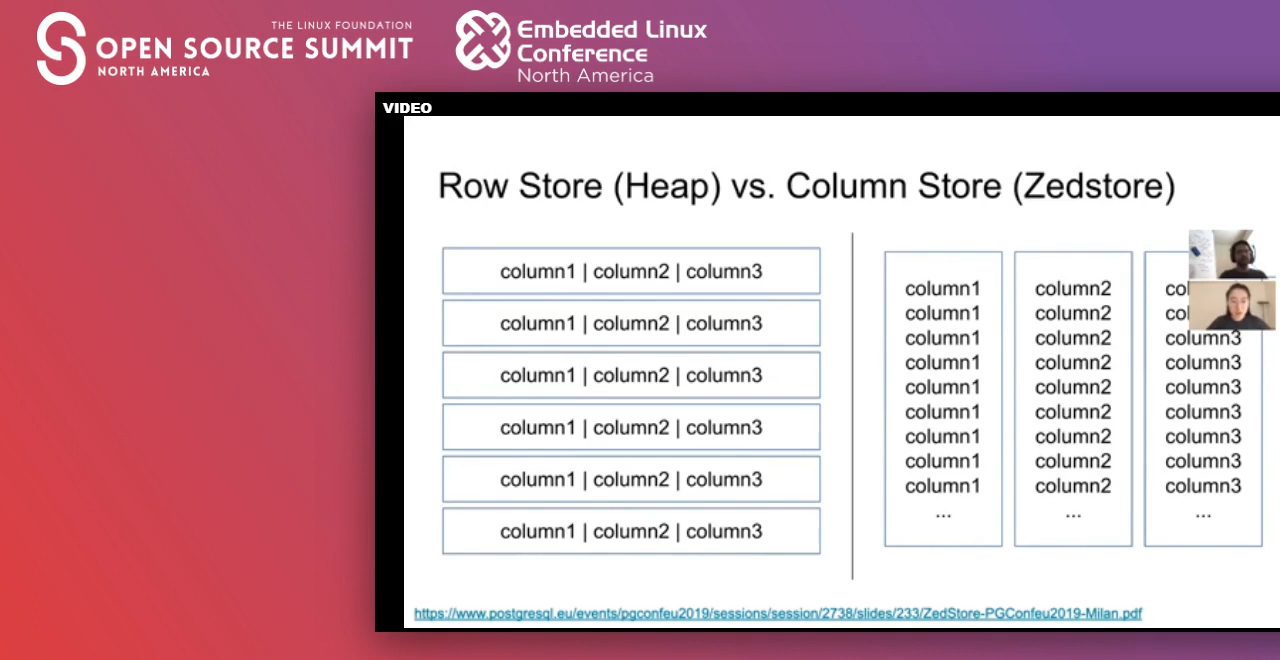 THE LINUX FOUNDATION
OPEN SOURCE SUMMIT
NORTH AMERICA
Embedded Linux
Conference
North America
VIDEO
Row Store (Heap) vs. Column Store (Zedstore)
column1 | column2 | column3
column1 | column2 | column3
column1 | column2 | column3
column1 | column2 | column3
column1 | column2 | column3
column1 | column2 | column3
column1
column1
column1
column1
column1
column1
column1
column1
column1
...
column2
column2
column2
column2
column2
column2
column2
column2
column2
...
co
co
column3
column3
column3
column3
column3
column3
column3
...
https://www.postgresql.eu/events/pgconfeu2019/sessions/session/2738/slides/233/ZedStore-PGConfeu2019-Milan.pdf